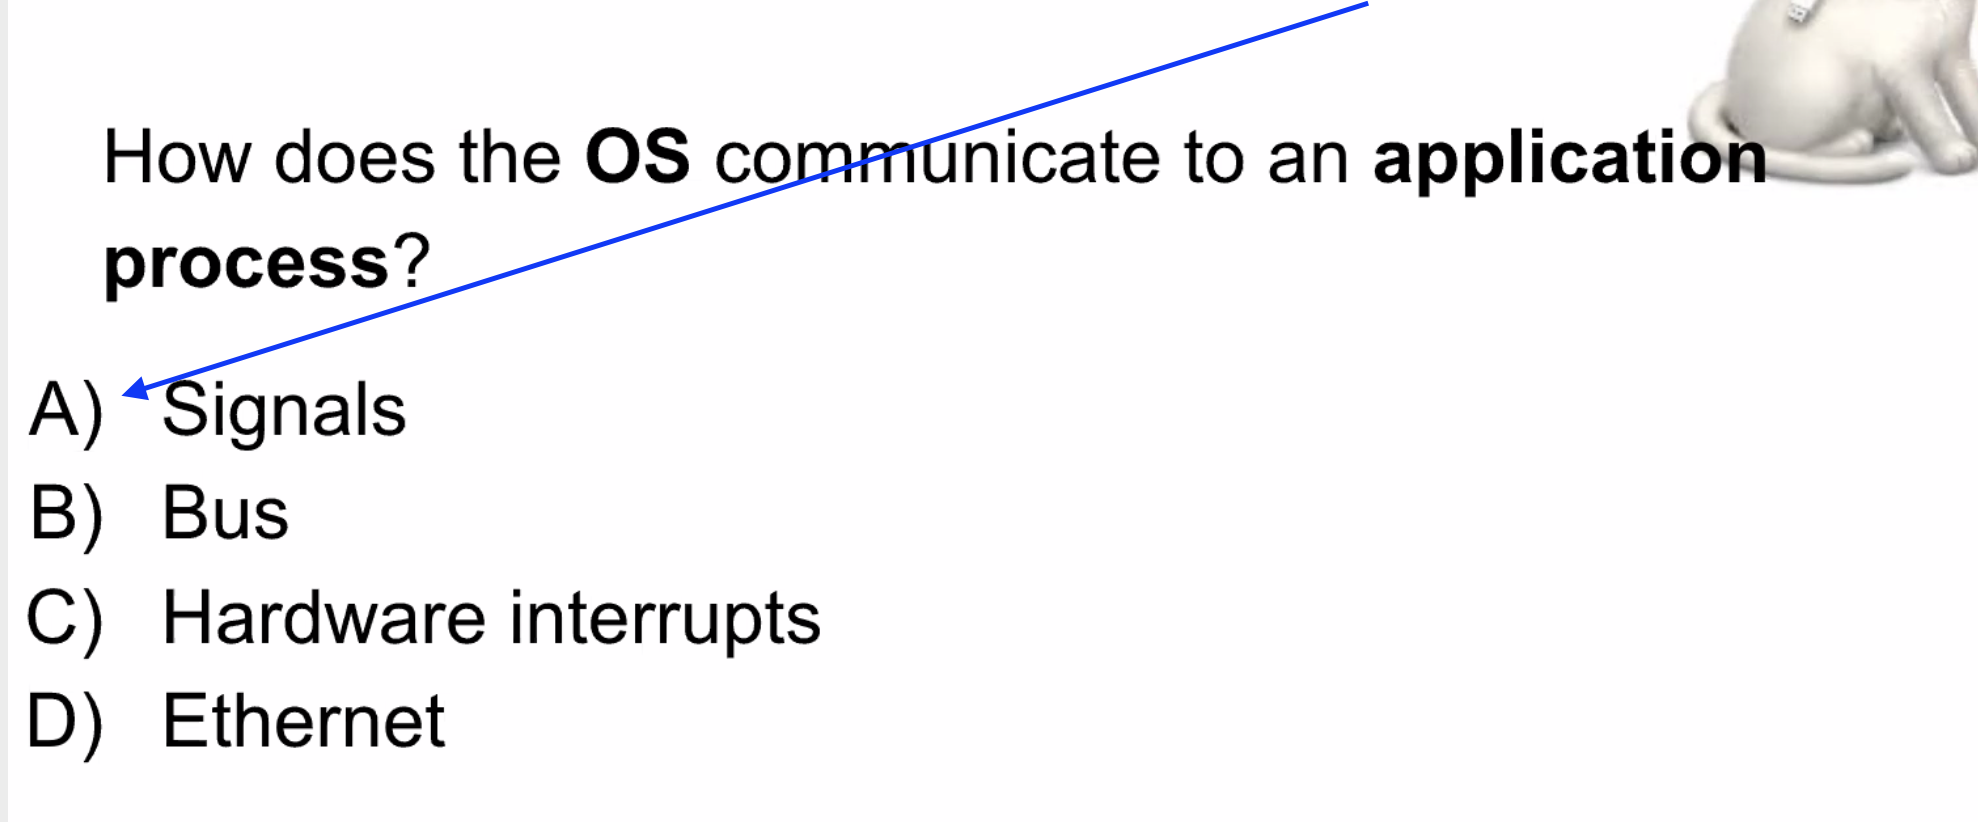 How does the OS communicate to an application
process?
A) Signals
B) Bus
C) Hardware interrupts
D) Ethernet